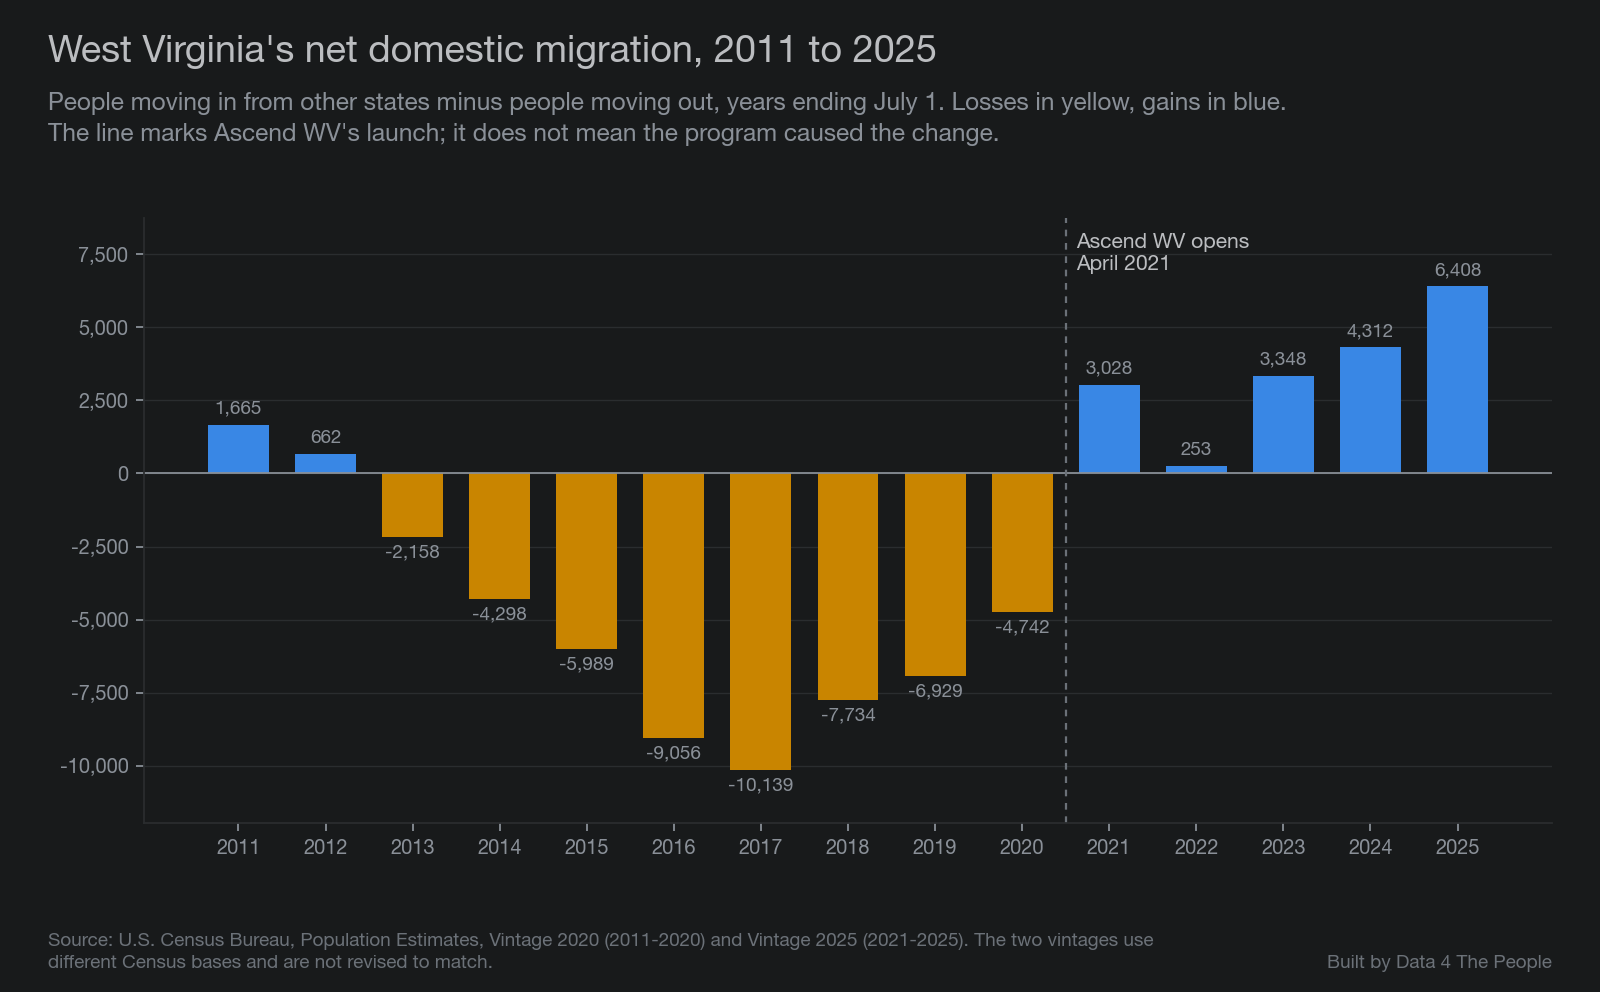 West Virginia's net domestic migration, 2011 to 2025
People moving in from other states minus people moving out, years ending July 1. Losses in yellow, gains in blue.
The line marks Ascend WV's launch; it does not mean the program caused the change.
Ascend WV opens
April 2021
7,500
5,000
2,500
0
-2,500
-5,000
-7,500
-10,000
1,665
662
-2,158
-4,298
-5,989
-9,056
-10,139
-7,734
-6,929
-4,742
3,028
253
3,348
4,312
6,408
2011 2012 2013 2014 2015 2016 2017 2018 2019 2020 2021 2022 2023 2024 2025
Source: U.S. Census Bureau, Population Estimates, Vintage 2020 (2011-2020) and Vintage 2025 (2021-2025). The two vintages use
different Census bases and are not revised to match.
Built by Data 4 The People